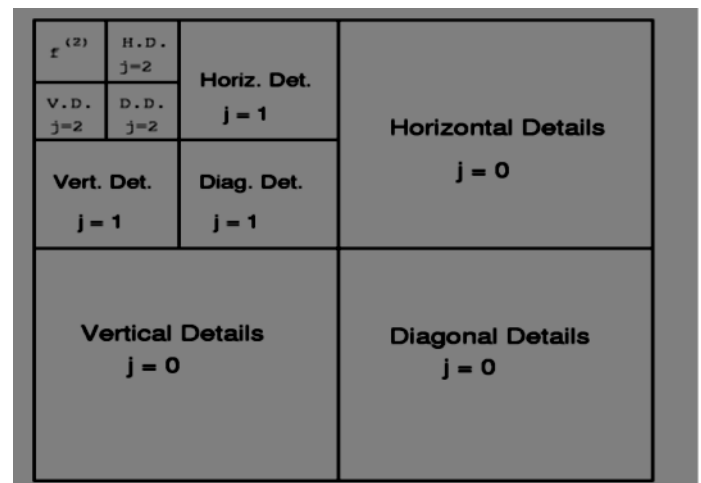 f (2)
H.D.
j=2
Horiz. Det.
j = 1
V.D.
j=2
D.D.
j=2
Horizontal Details
j = 0
Vert. Det.
j = 1
Diag. Det.
j = 1
Vertical Details
j = 0
Diagonal Details
j = 0